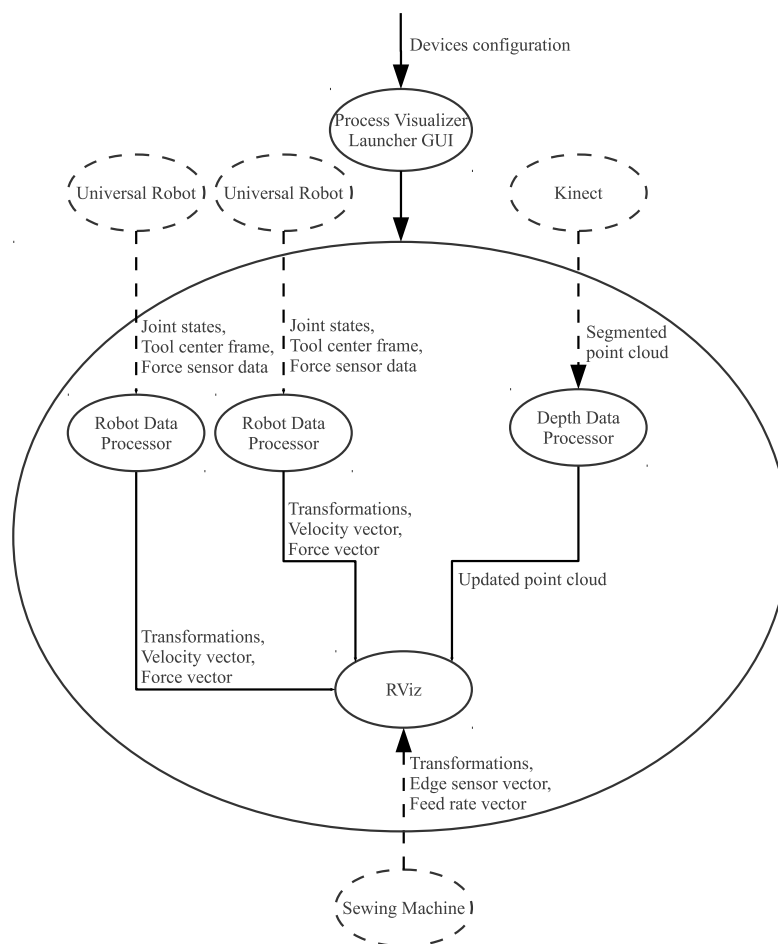 Devices configuration
Process Visualizer
Launcher GUI
Universal Robot
Universal Robot
Kinect
Joint states,
Tool center frame,
Force sensor data
Joint states,
Tool center frame,
Force sensor data
Segmented
point cloud
Robot Data
Processor
Robot Data
Processor
Depth Data
Processor
Transformations,
Velocity vector,
Force vector
Updated point cloud
Transformations,
Velocity vector,
Force vector
RViz
Transformations,
Edge sensor vector,
Feed rate vector
Sewing Machine